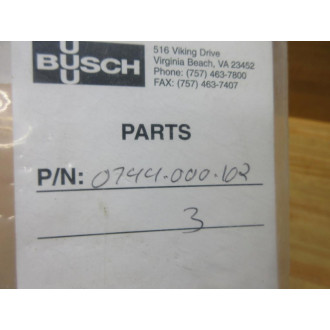 BUSCH
516 Viking Drive
Virginia Beach, VA 23452
Phone: (757) 463-7800
FAX: (757) 463-7407
PARTS
P/N: 0744-000-102
3